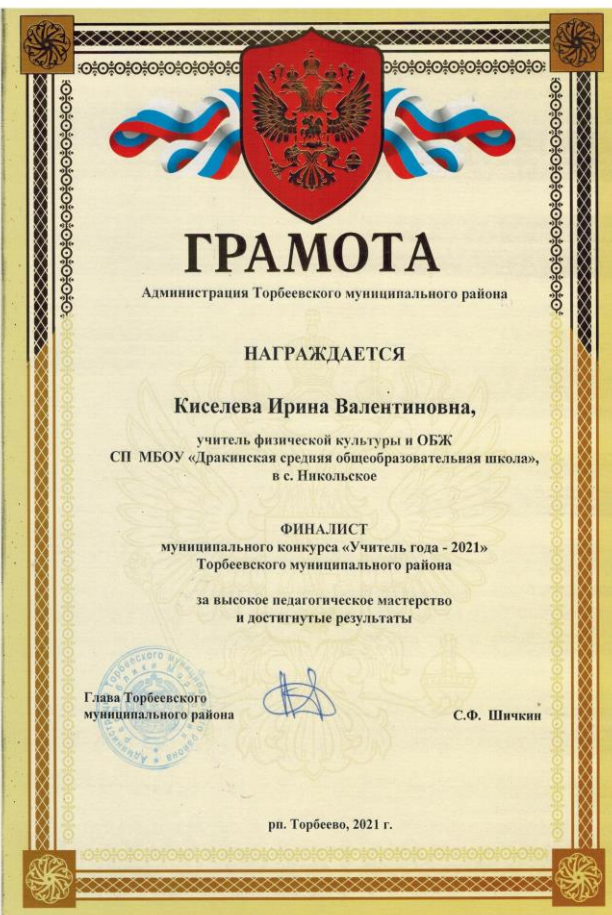 ГРАМОТА
Администрация Торбеевского муниципального района
НАГРАЖДАЕТСЯ
Киселева Ирина Валентиновна,
учитель физической культуры и ОБЖ
СП МБОУ «Дракинская средняя общеобразовательная школа»,
в с. Никольское
ФИНАЛИСТ
муниципального конкурса «Учитель года - 2021»
Торбеевского муниципального района
за высокое педагогическое мастерство
и достигнутые результаты
Глава Торбеевского
муниципального района
С.Ф. Шичкин
рп. Торбеево, 2021 г.